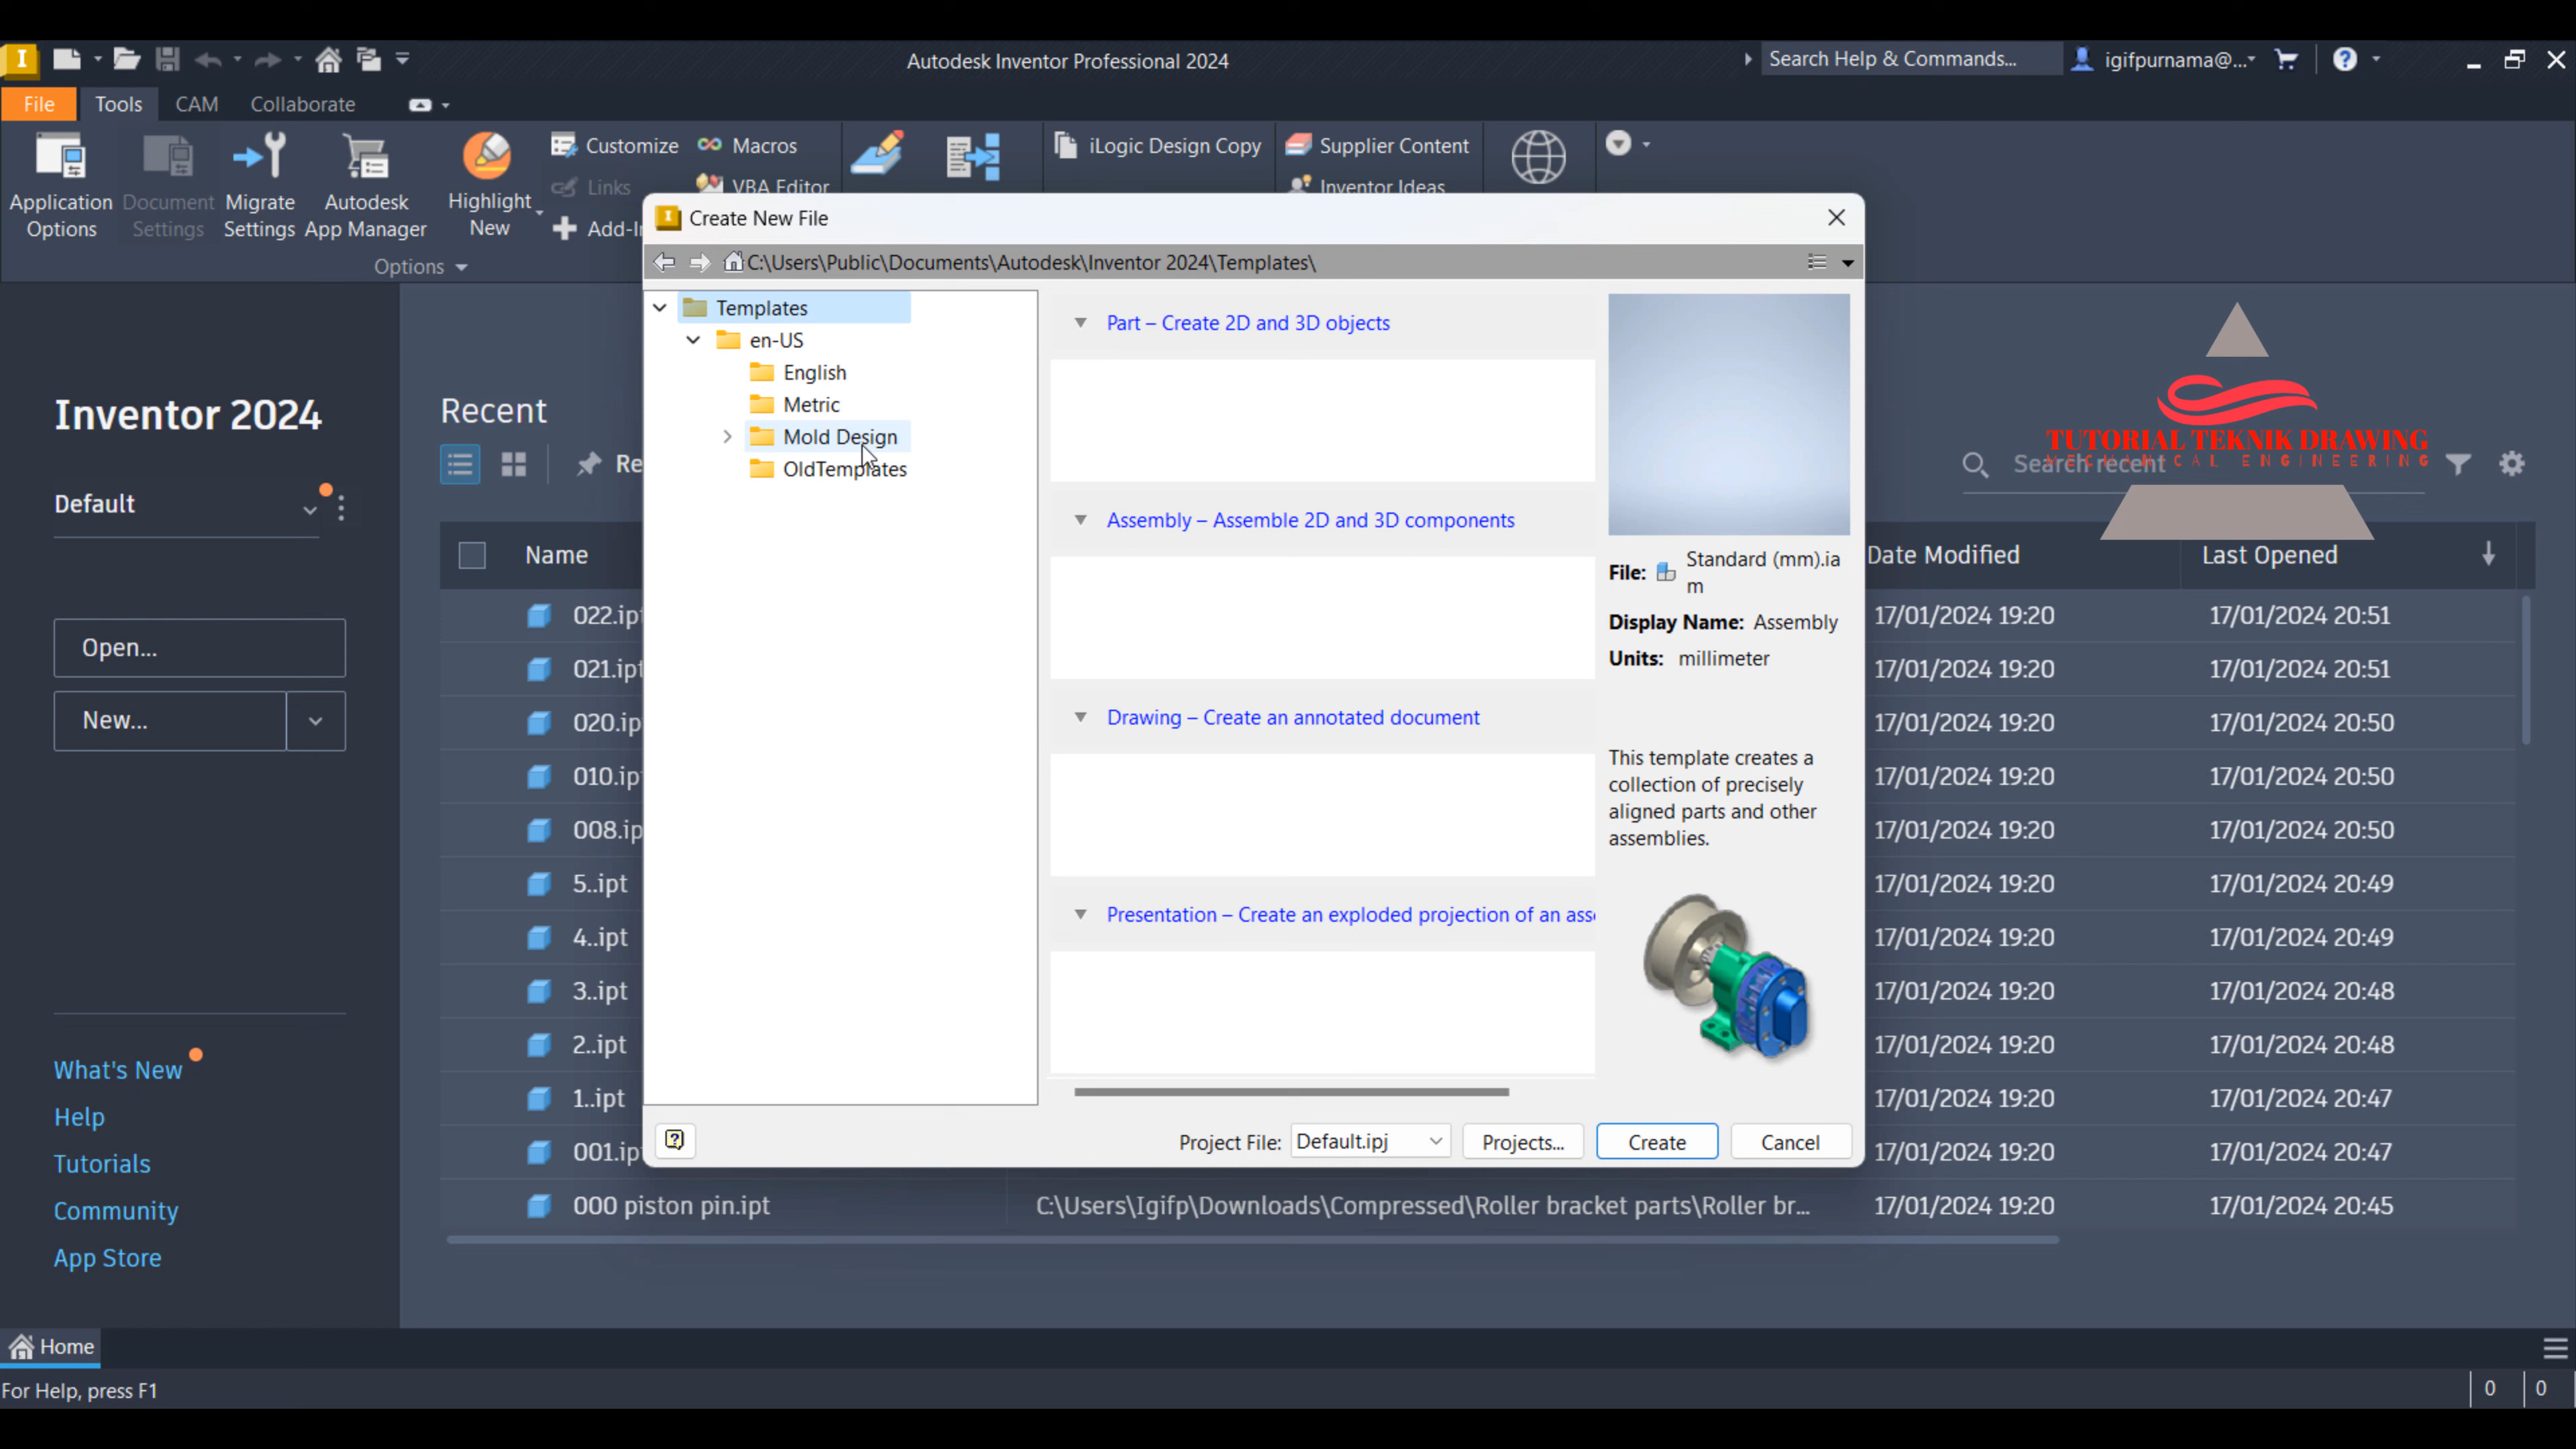 Autodesk Inventor Professional 2024
Search Help & Commands...
igifpurnama@...
File
Tools
CAM
Collaborate
Application Options
Document Settings
Migrate Settings
Autodesk App Manager
Highlight New
Customize
Links
Add-I
Macros
VBA Editor
iLogic Design Copy
Supplier Content
Inventor Ideas
Options
Create New File
C:\Users\Public\Documents\Autodesk\Inventor 2024\Templates\
Templates
en-US
English
Metric
Mold Design
OldTemplates
Part – Create 2D and 3D objects
Assembly – Assemble 2D and 3D components
Drawing – Create an annotated document
Presentation – Create an exploded projection of an ass
File: Standard (mm).ia
m
Display Name: Assembly
Units: millimeter
This template creates a
collection of precisely
aligned parts and other
assemblies.
Project File: Default.ipj
Projects...
Create
Cancel
Inventor 2024
Default
Open...
New...
What's New
Help
Tutorials
Community
App Store
Recent
Re
Search recent
TUTORIAL TEKNIK DRAWING
MECHANICAL ENGINEERING
Name
Date Modified
Last Opened
022.ipt 17/01/2024 19:20 17/01/2024 20:51
021.ipt 17/01/2024 19:20 17/01/2024 20:51
020.ip 17/01/2024 19:20 17/01/2024 20:50
010.ip 17/01/2024 19:20 17/01/2024 20:50
008.ip 17/01/2024 19:20 17/01/2024 20:50
5..ipt 17/01/2024 19:20 17/01/2024 20:49
4..ipt 17/01/2024 19:20 17/01/2024 20:49
3..ipt 17/01/2024 19:20 17/01/2024 20:48
2..ipt 17/01/2024 19:20 17/01/2024 20:48
1..ipt 17/01/2024 19:20 17/01/2024 20:47
001.ipt 17/01/2024 19:20 17/01/2024 20:47
000 piston pin.ipt C:\Users\Igifp\Downloads\Compressed\Roller bracket parts\Roller br... 17/01/2024 19:20 17/01/2024 20:45
Home
For Help, press F1
0 0